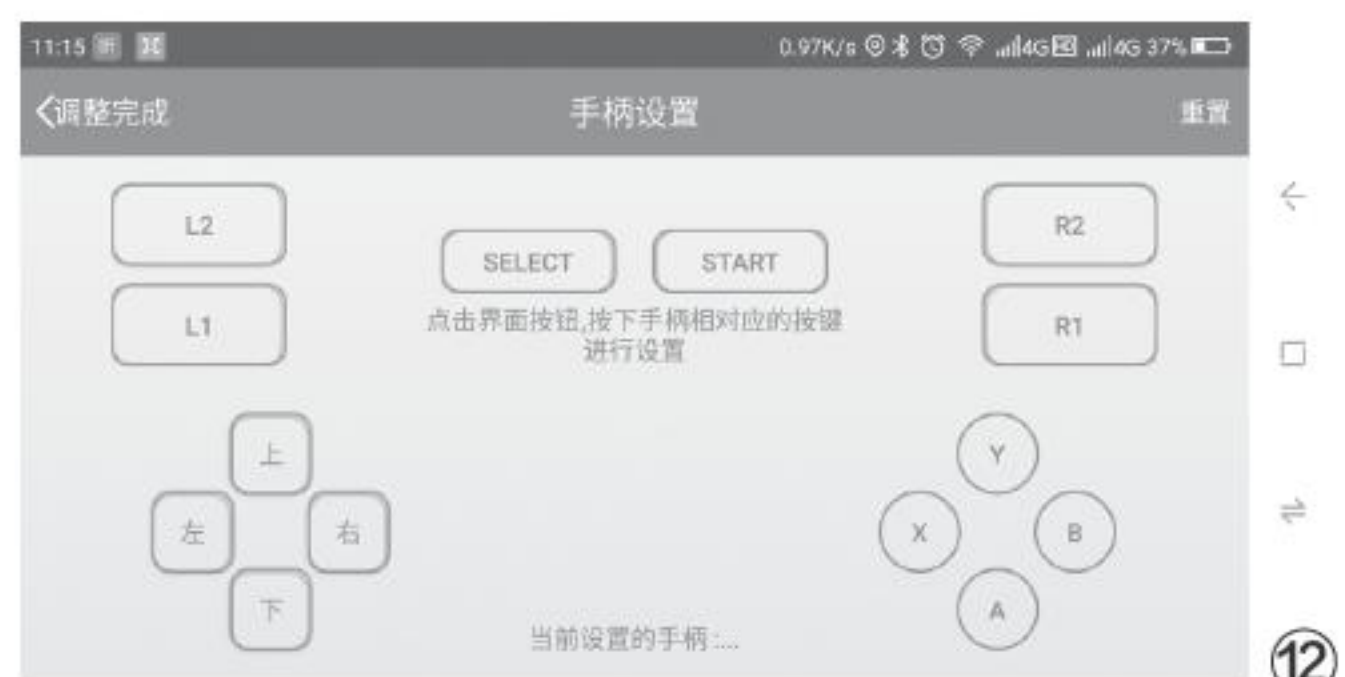 11:15
0.97K/s 4G 4G 37%
调整完成
手柄设置
重置
L2
R2
SELECT
START
L1
R1
点击界面按钮,按下手柄相对应的按键
进行设置
上
Y
左
右
X
B
下
A
当前设置的手柄:...
⑫